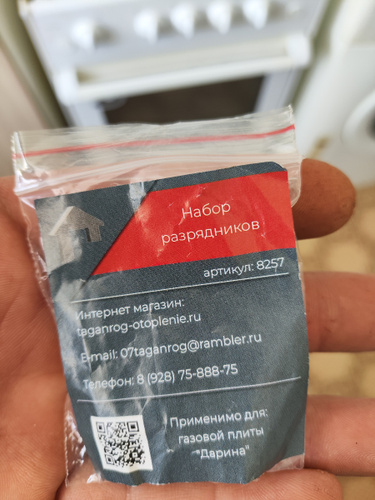 Набор
разрядников
артикул: 8257
Интернет магазин:
taganrog-otoplenie.ru
E-mail: 07taganrog@rambler.ru
Телефон: 8 (928) 75-888-75
Применимо для:
газовой плиты
"Дарина"